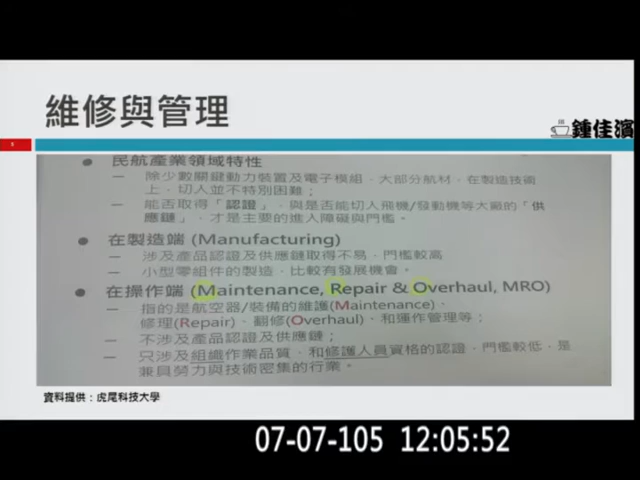 維修與管理
鍾佳濱
5
● 民航產業領域特性
— 除少數關鍵動力裝置及電子模組，大部分航材，在製造技術
上，切入並不特別困難；
— 能否取得「認證」，與是否能切入飛機/發動機等大廠的「供
應鏈」，才是主要的進入障礙與門檻。
● 在製造端 (Manufacturing)
— 涉及產品認證及供應鏈取得不易，門檻較高
— 小型零組件的製造，比較有發展機會。
● 在操作端 (Maintenance, Repair & Overhaul, MRO)
— 指的是航空器/裝備的維護(Maintenance)、
修理(Repair)、翻修(Overhaul)、和運作管理等；
— 不涉及產品認證及供應鏈；
— 只涉及組織作業品質、和修護人員資格的認證，門檻較低，是
兼具勞力與技術密集的行業。
資料提供：虎尾科技大學
07-07-105 12:05:52